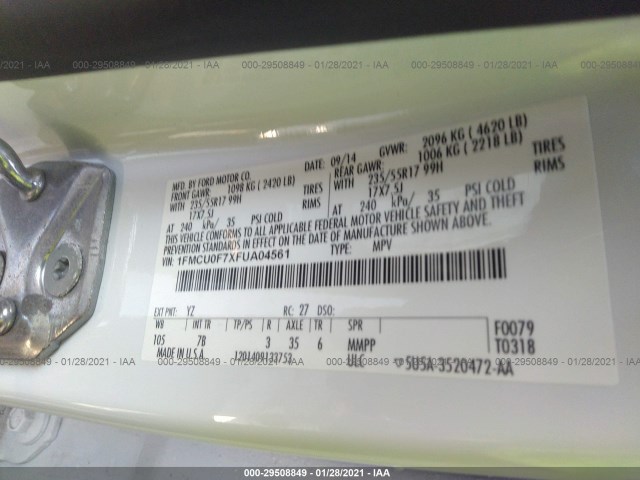 000-29508849 - 01/28/2021 - IAA
MFD. BY FORD MOTOR CO.
DATE: 09/14
GVWR: 2096 KG ( 4620 LB)
FRONT GAWR: 1098 KG ( 2420 LB)
REAR GAWR: 1006 KG ( 2218 LB)
WITH 235/55R17 99H TIRES
WITH 235/55R17 99H TIRES
17X7.5J RIMS
17X7.5J RIMS
AT 240 kPa/ 35 PSI COLD
AT 240 kPa/ 35 PSI COLD
THIS VEHICLE CONFORMS TO ALL APPLICABLE FEDERAL MOTOR VEHICLE SAFETY AND THEFT
PREVENTION STANDARDS IN EFFECT ON THE DATE OF MANUFACTURE SHOWN ABOVE.
VIN: 1FMCU0F7XFUA04561
TYPE: MPV
EXT PNT: YZ RC: 27 DSO:
WB INT TR TP/PS R AXLE TR SPR
105 7B 3 35 6 MMPP
F0079
T0318
MADE IN U.S.A. ULC 5U5A-3520472-AA
000-29508849 - 01/28/2021 - IAA